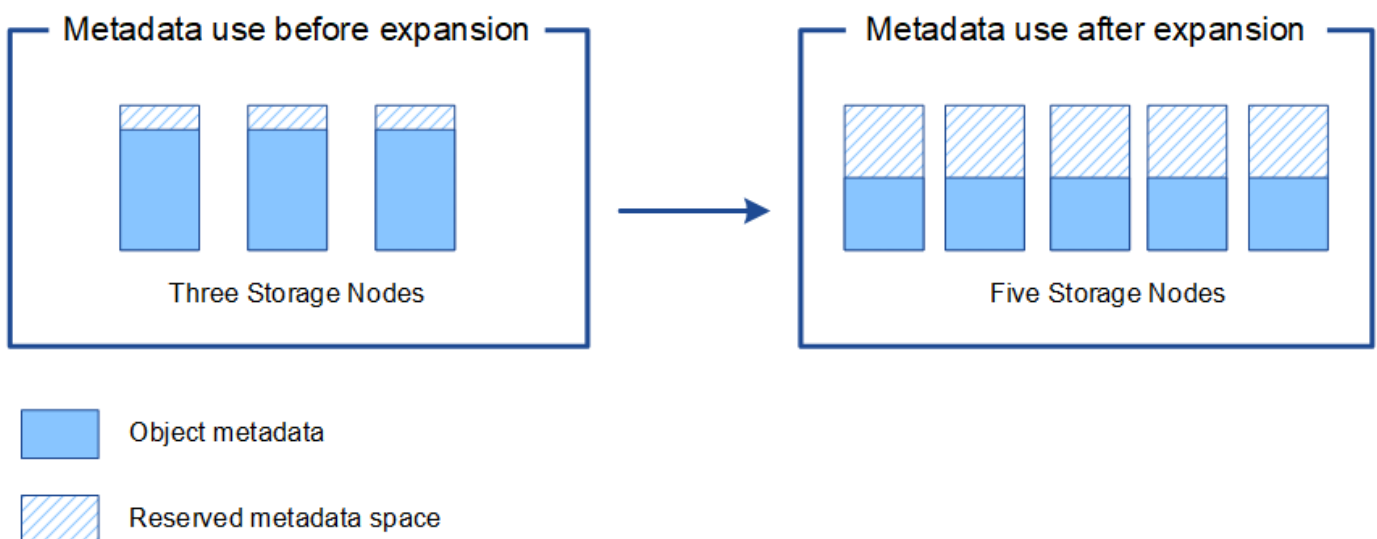 Metadata use before expansion
Metadata use after expansion
Three Storage Nodes
Five Storage Nodes
Object metadata
Reserved metadata space